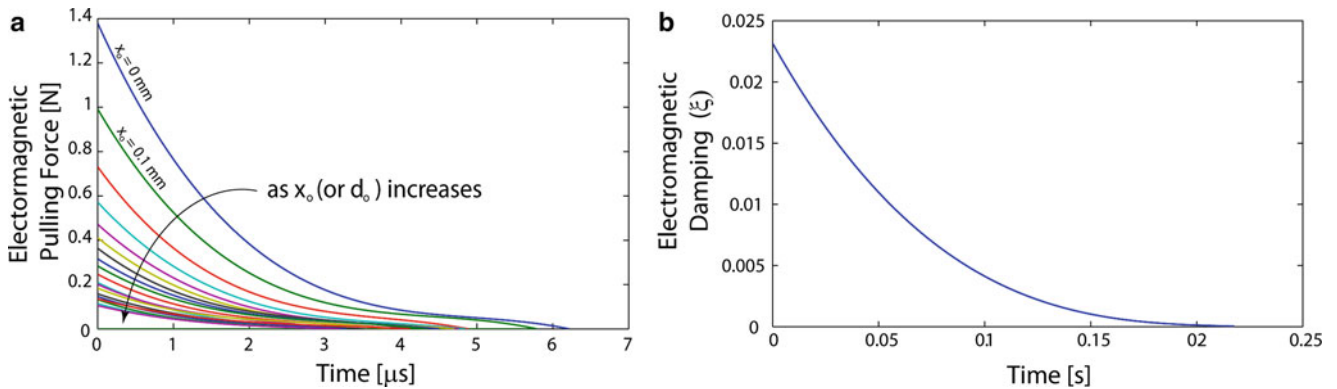 a
Electormagnetic
Pulling Force [N]
1.4
1.2
1
0.8
0.6
0.4
0.2
0
xₒ = 0 mm
xₒ = 0.1 mm
as xₒ (or dₒ) increases
0 1 2 3 4 5 6 7
Time [μs]
b
Electromagnetic
Damping (ξ)
0.025
0.02
0.015
0.01
0.005
0
0 0.05 0.1 0.15 0.2 0.25
Time [s]